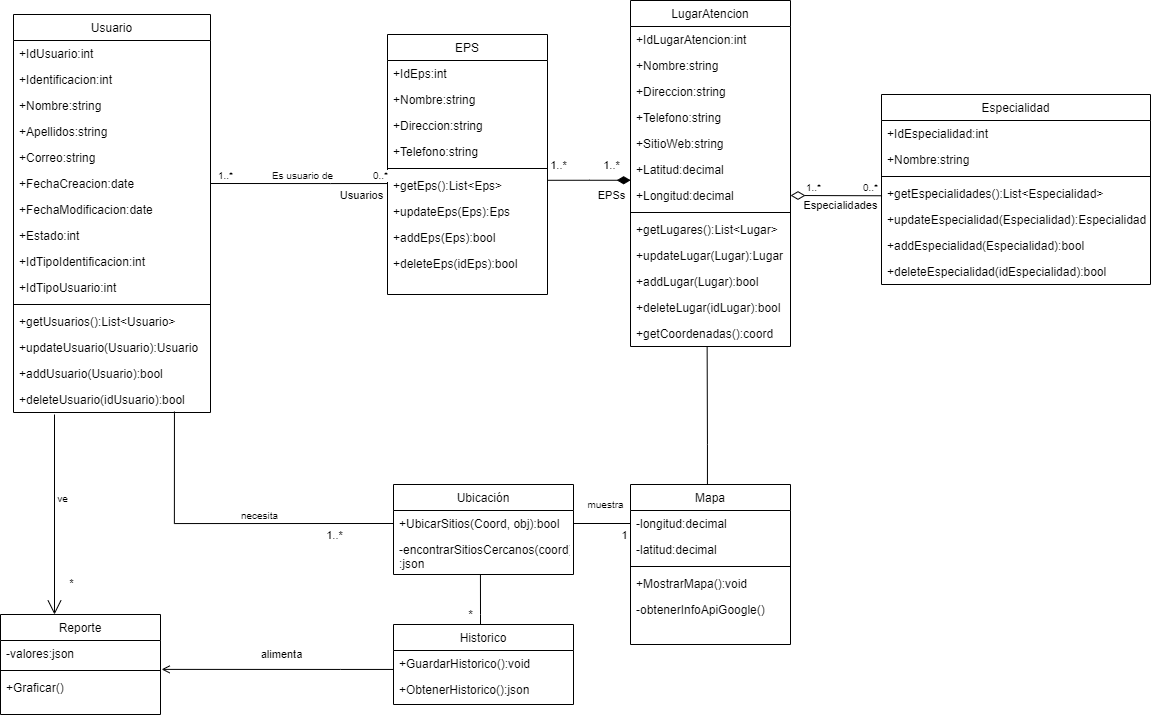 Usuario
+IdUsuario:int
+Identificacion:int
+Nombre:string
+Apellidos:string
+Correo:string
+FechaCreacion:date
+FechaModificacion:date
+Estado:int
+IdTipoIdentificacion:int
+IdTipoUsuario:int
+getUsuarios():List<Usuario>
+updateUsuario(Usuario):Usuario
+addUsuario(Usuario):bool
+deleteUsuario(idUsuario):bool
1..*
Es usuario de
0..*
Usuarios
EPS
+IdEps:int
+Nombre:string
+Direccion:string
+Telefono:string
+getEps():List<Eps>
+updateEps(Eps):Eps
+addEps(Eps):bool
+deleteEps(idEps):bool
1..*
1..*
EPSs
LugarAtencion
+IdLugarAtencion:int
+Nombre:string
+Direccion:string
+Telefono:string
+SitioWeb:string
+Latitud:decimal
+Longitud:decimal
+getLugares():List<Lugar>
+updateLugar(Lugar):Lugar
+addLugar(Lugar):bool
+deleteLugar(idLugar):bool
+getCoordenadas():coord
1..*
0..*
Especialidades
Especialidad
+IdEspecialidad:int
+Nombre:string
+getEspecialidades():List<Especialidad>
+updateEspecialidad(Especialidad):Especialidad
+addEspecialidad(Especialidad):bool
+deleteEspecialidad(idEspecialidad):bool
ve
*
necesita
1..*
Ubicación
+UbicarSitios(Coord, obj):bool
-encontrarSitiosCercanos(coord
:json
muestra
1
Mapa
-longitud:decimal
-latitud:decimal
+MostrarMapa():void
-obtenerInfoApiGoogle()
*
Reporte
-valores:json
+Graficar()
alimenta
Historico
+GuardarHistorico():void
+ObtenerHistorico():json